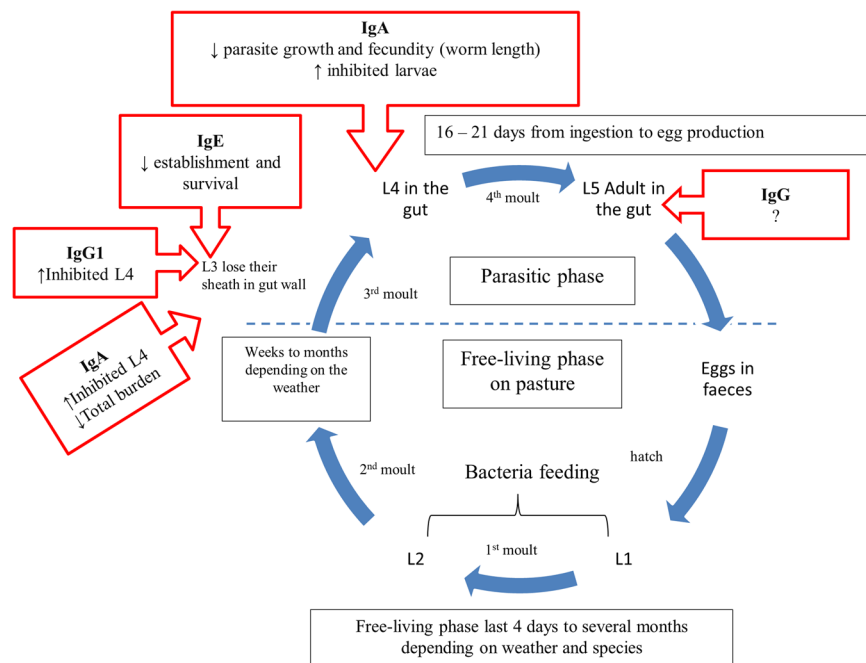 IgA
↓ parasite growth and fecundity (worm length)
↑ inhibited larvae
16 – 21 days from ingestion to egg production
IgE
↓ establishment and
survival
L4 in the
gut
4th moult
L5 Adult in
the gut
IgG
?
IgG1
↑Inhibited L4
L3 lose their
sheath in gut wall
3rd moult
Parasitic phase
IgA
↑Inhibited L4
↓Total burden
Weeks to months
depending on the
weather
Free-living phase
on pasture
Eggs in
faeces
2nd moult
Bacteria feeding
hatch
L2
1st moult
L1
Free-living phase last 4 days to several months
depending on weather and species